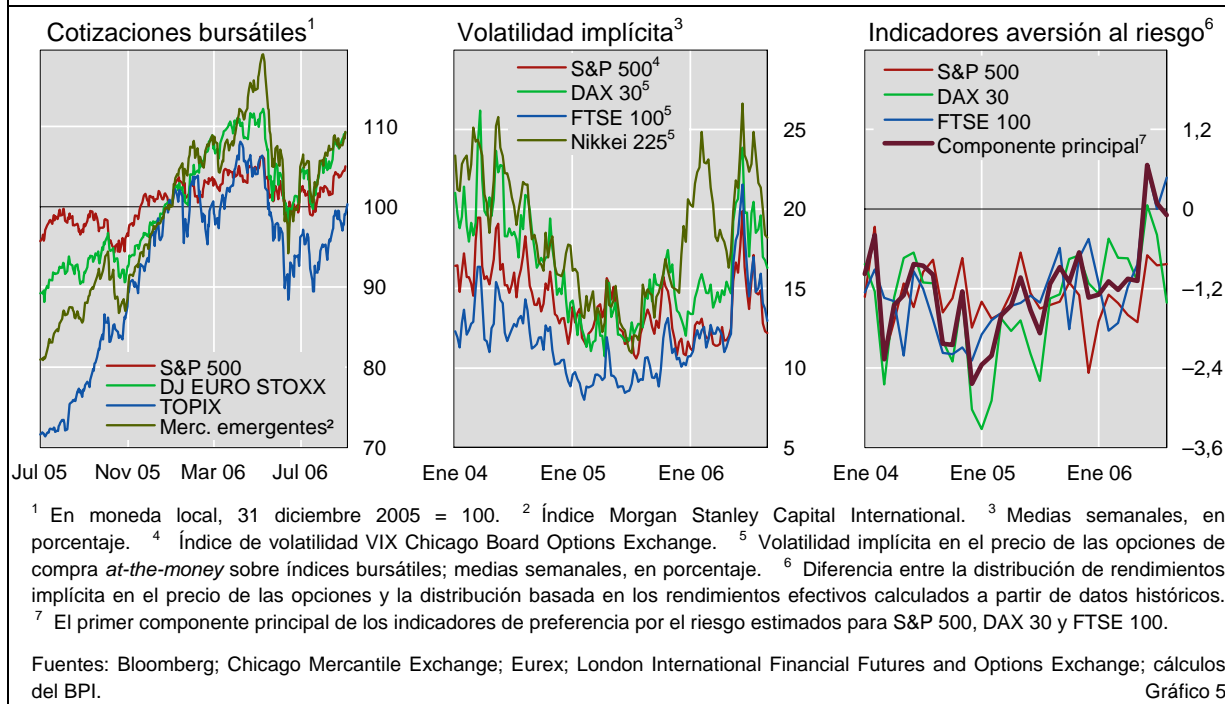 Cotizaciones bursátiles¹
110
100
90
80
70
S&P 500
DJ EURO STOXX
TOPIX
Merc. emergentes²
Jul 05 Nov 05 Mar 06 Jul 06
Volatilidad implícita³
S&P 500⁴
DAX 30⁵
FTSE 100⁵
Nikkei 225⁵
25
20
15
10
5
Ene 04 Ene 05 Ene 06
Indicadores aversión al riesgo⁶
S&P 500
DAX 30
FTSE 100
Componente principal⁷
1,2
0
–1,2
–2,4
–3,6
Ene 04 Ene 05 Ene 06
¹ En moneda local, 31 diciembre 2005 = 100. ² Índice Morgan Stanley Capital International. ³ Medias semanales, en
porcentaje. ⁴ Índice de volatilidad VIX Chicago Board Options Exchange. ⁵ Volatilidad implícita en el precio de las opciones de
compra at-the-money sobre índices bursátiles; medias semanales, en porcentaje. ⁶ Diferencia entre la distribución de rendimientos
implícita en el precio de las opciones y la distribución basada en los rendimientos efectivos calculados a partir de datos históricos.
⁷ El primer componente principal de los indicadores de preferencia por el riesgo estimados para S&P 500, DAX 30 y FTSE 100.
Fuentes: Bloomberg; Chicago Mercantile Exchange; Eurex; London International Financial Futures and Options Exchange; cálculos
del BPI. Gráfico 5